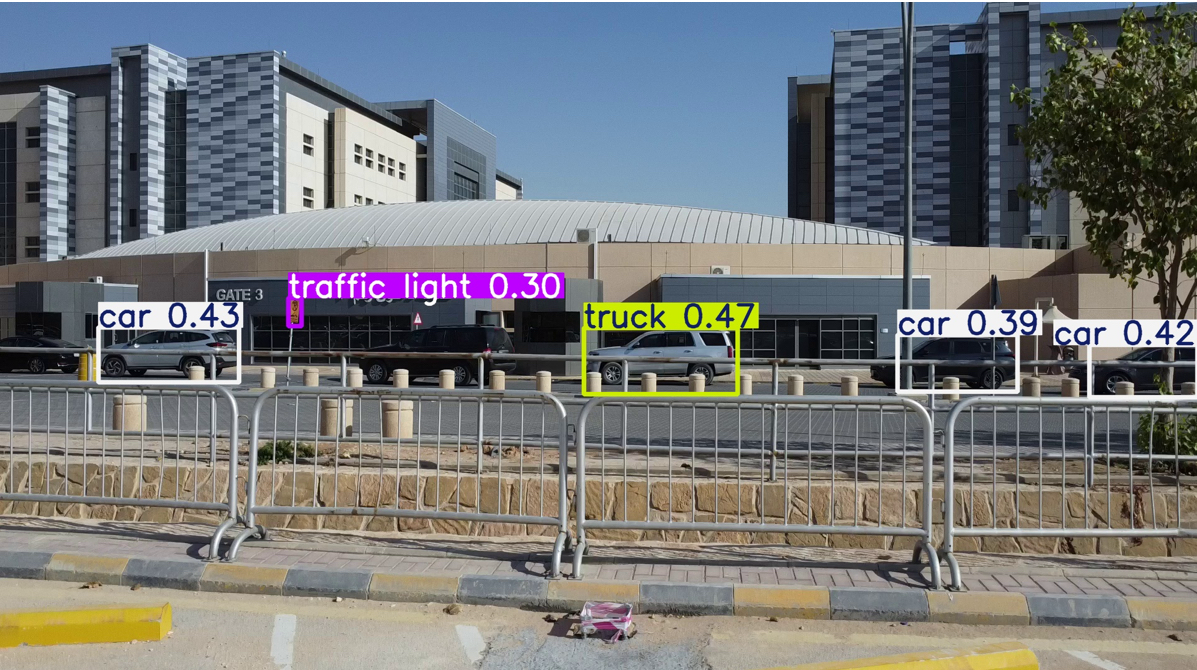 car 0.43
GATE 3
traffic light 0.30
truck 0.47
car 0.39
car 0.42